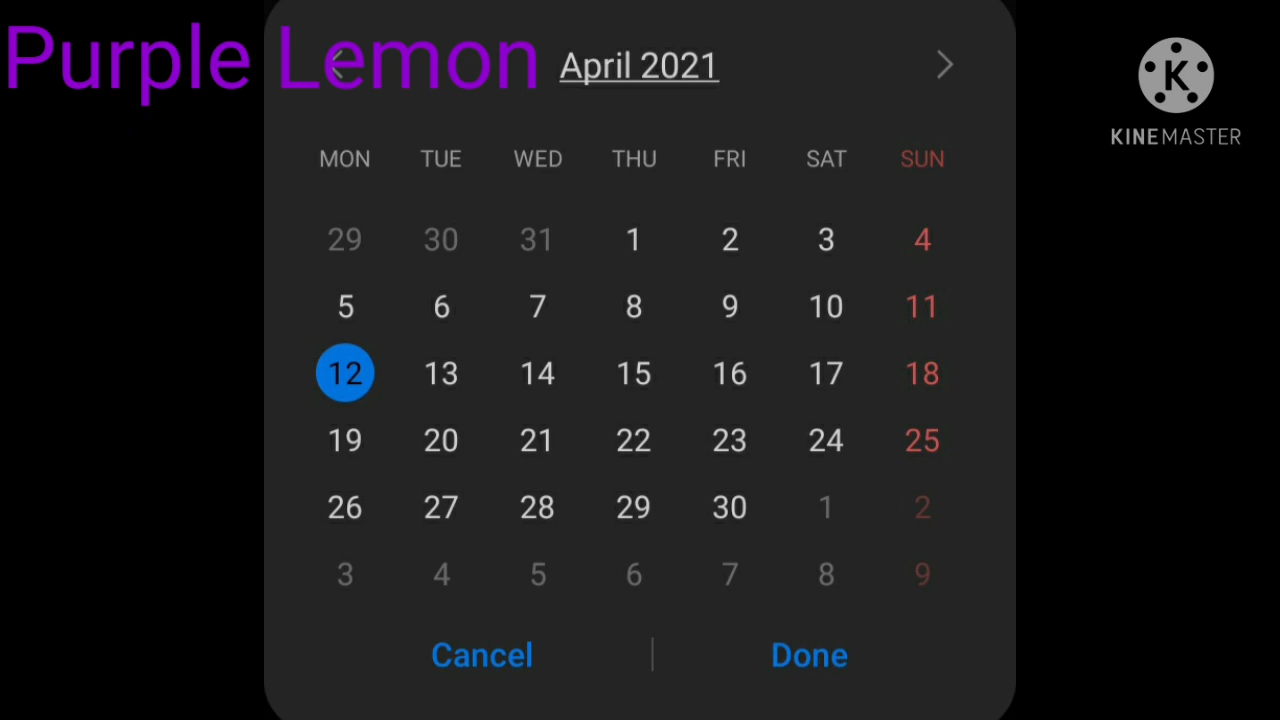 Purple Lemon
April 2021
KINEMASTER
MON TUE WED THU FRI SAT SUN
29 30 31 1 2 3 4
5 6 7 8 9 10 11
12 13 14 15 16 17 18
19 20 21 22 23 24 25
26 27 28 29 30 1 2
3 4 5 6 7 8 9
Cancel Done